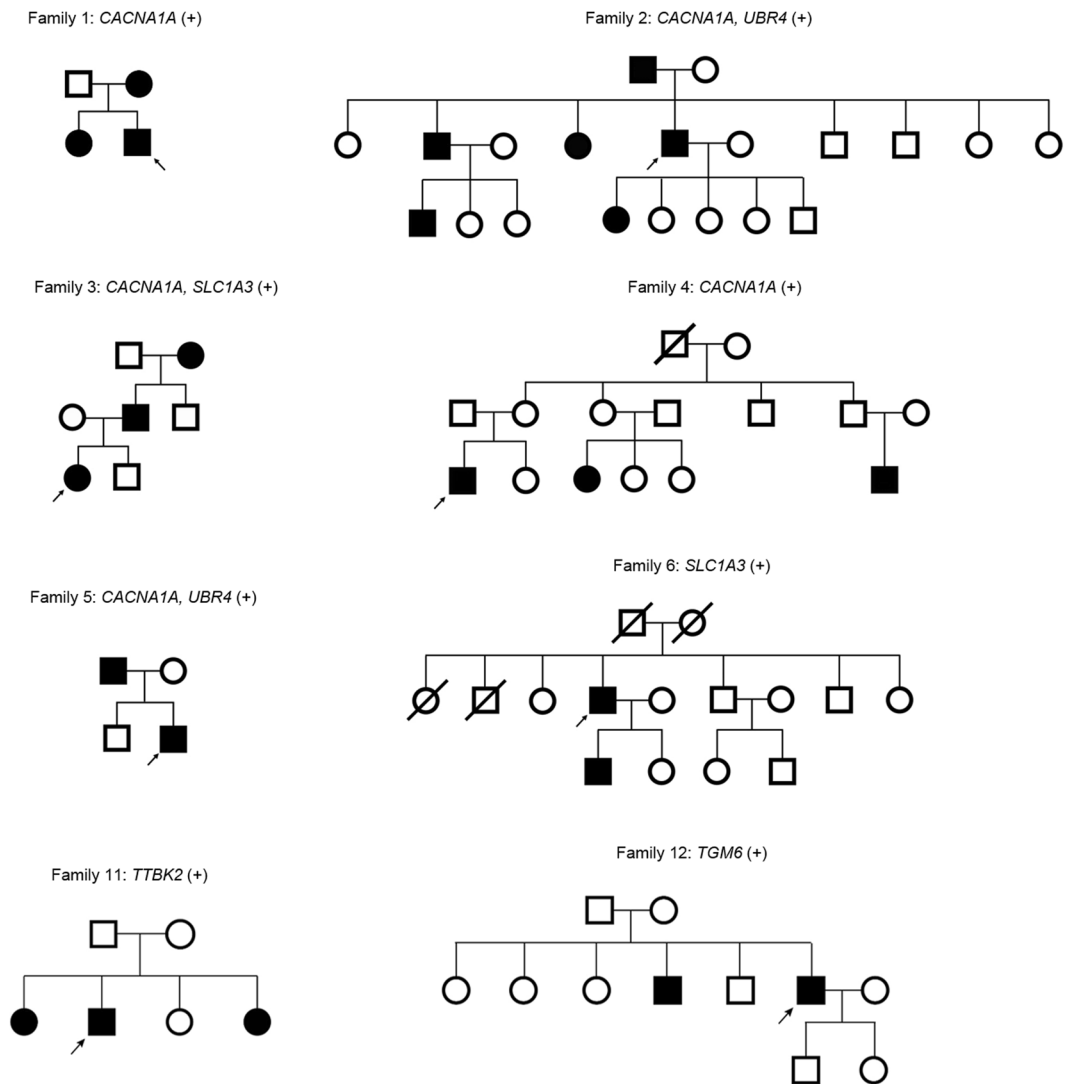 Family 1: CACNA1A (+)
Family 2: CACNA1A, UBR4 (+)
Family 3: CACNA1A, SLC1A3 (+)
Family 4: CACNA1A (+)
Family 5: CACNA1A, UBR4 (+)
Family 6: SLC1A3 (+)
Family 11: TTBK2 (+)
Family 12: TGM6 (+)